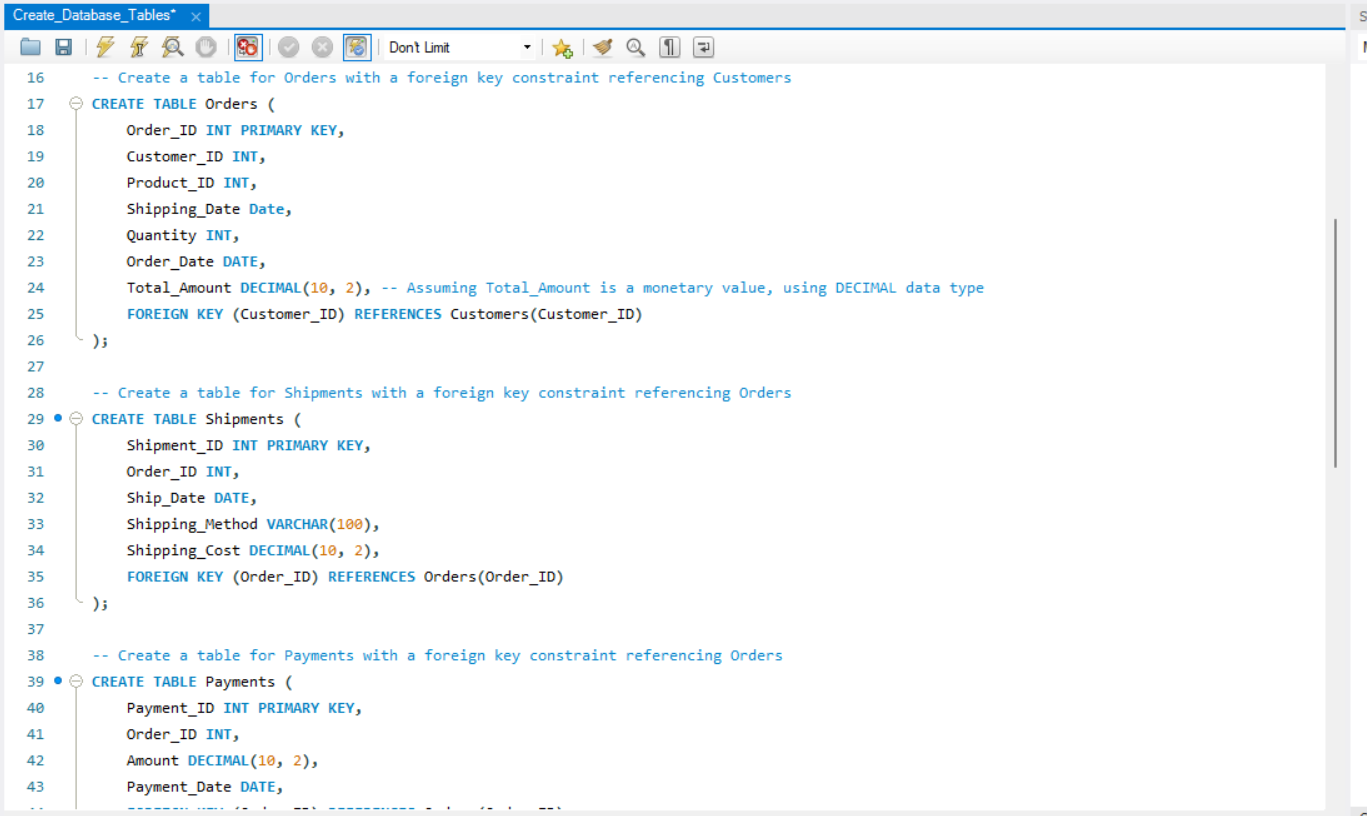 Create_Database_Tables*
Don't Limit
16 -- Create a table for Orders with a foreign key constraint referencing Customers
17 CREATE TABLE Orders (
18 Order_ID INT PRIMARY KEY,
19 Customer_ID INT,
20 Product_ID INT,
21 Shipping_Date Date,
22 Quantity INT,
23 Order_Date DATE,
24 Total_Amount DECIMAL(10, 2), -- Assuming Total_Amount is a monetary value, using DECIMAL data type
25 FOREIGN KEY (Customer_ID) REFERENCES Customers(Customer_ID)
26 );
27
28 -- Create a table for Shipments with a foreign key constraint referencing Orders
29 CREATE TABLE Shipments (
30 Shipment_ID INT PRIMARY KEY,
31 Order_ID INT,
32 Ship_Date DATE,
33 Shipping_Method VARCHAR(100),
34 Shipping_Cost DECIMAL(10, 2),
35 FOREIGN KEY (Order_ID) REFERENCES Orders(Order_ID)
36 );
37
38 -- Create a table for Payments with a foreign key constraint referencing Orders
39 CREATE TABLE Payments (
40 Payment_ID INT PRIMARY KEY,
41 Order_ID INT,
42 Amount DECIMAL(10, 2),
43 Payment_Date DATE,